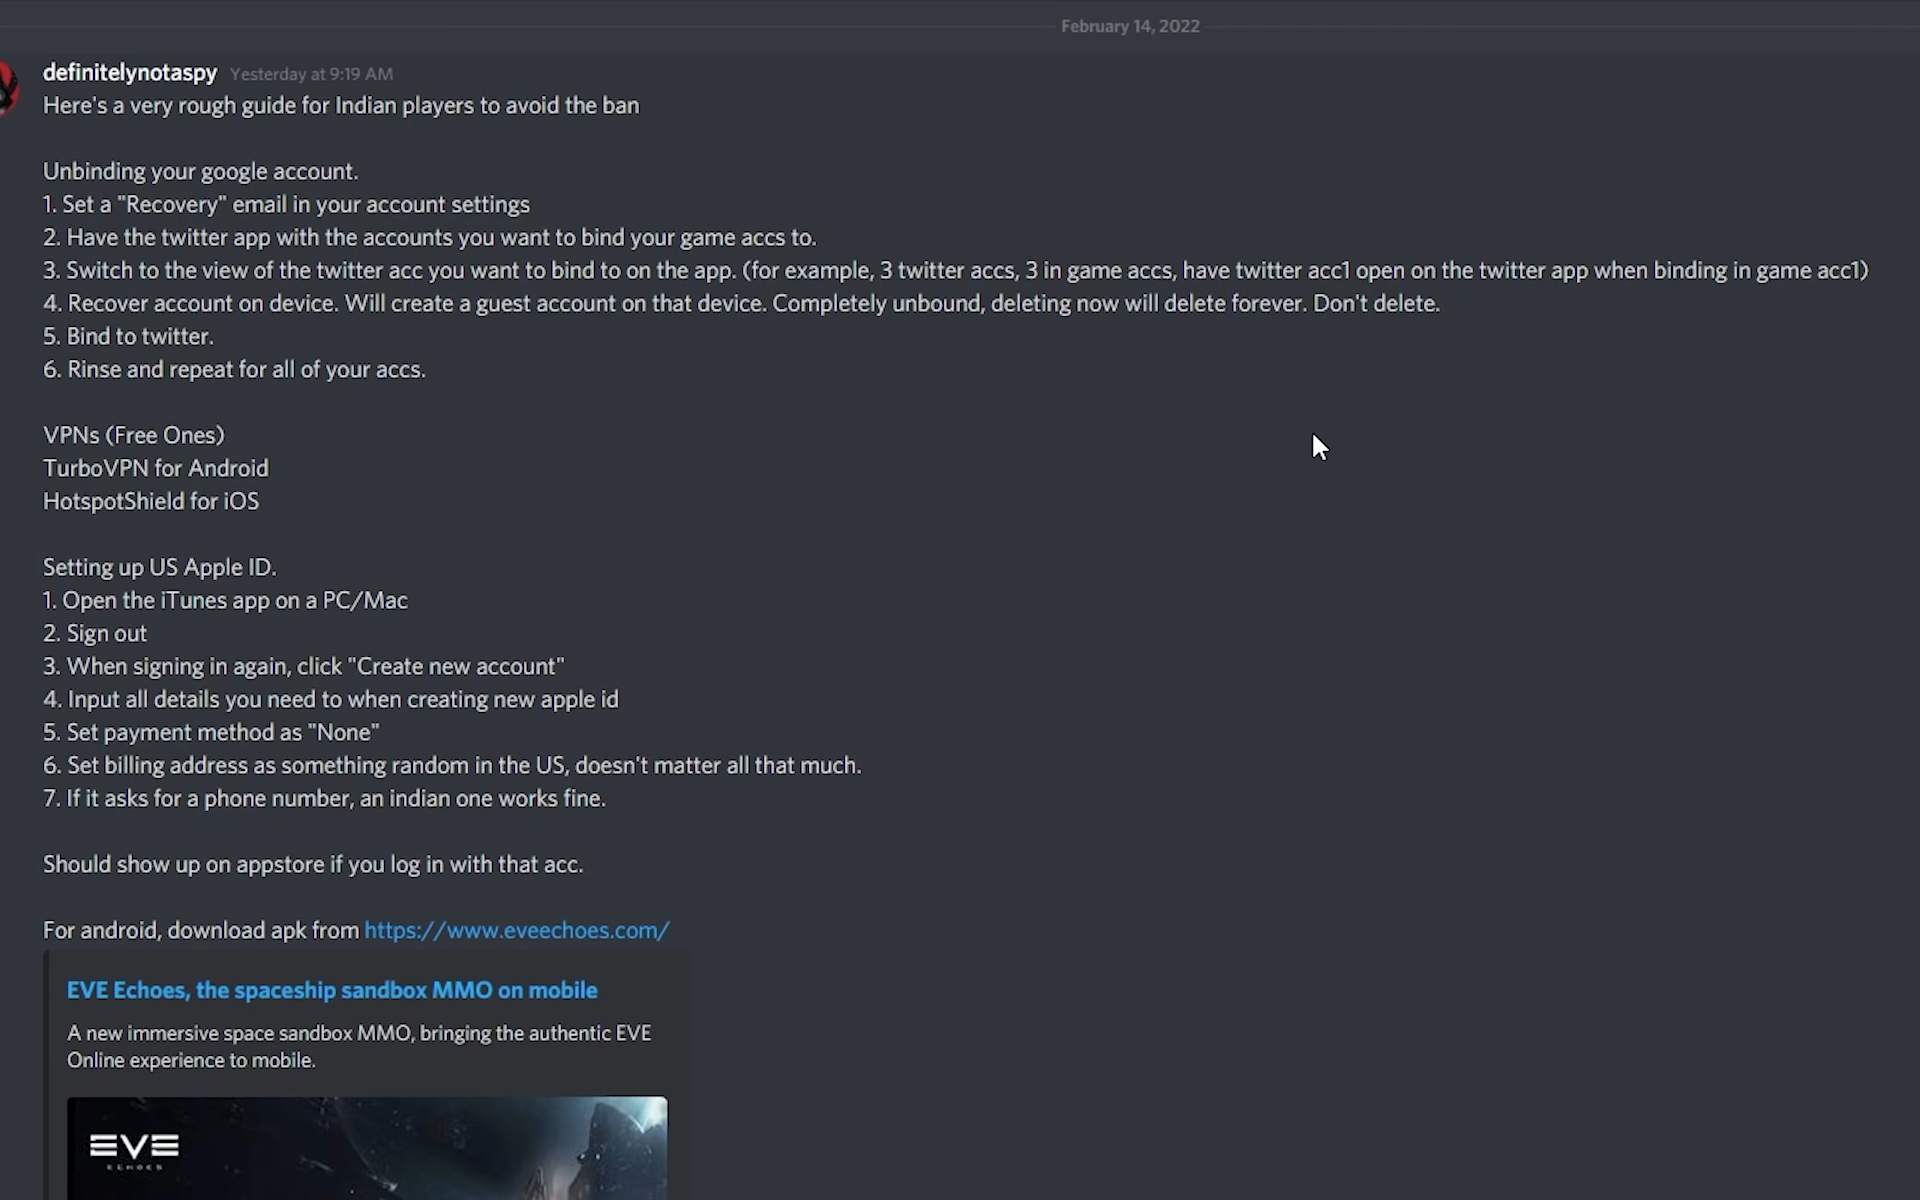 February 14, 2022
definitelynotaspy Yesterday at 9:19 AM
Here's a very rough guide for Indian players to avoid the ban
Unbinding your google account.
1. Set a "Recovery" email in your account settings
2. Have the twitter app with the accounts you want to bind your game accs to.
3. Switch to the view of the twitter acc you want to bind to on the app. (for example, 3 twitter accs, 3 in game accs, have twitter acc1 open on the twitter app when binding in game acc1)
4. Recover account on device. Will create a guest account on that device. Completely unbound, deleting now will delete forever. Don't delete.
5. Bind to twitter.
6. Rinse and repeat for all of your accs.
VPNs (Free Ones)
TurboVPN for Android
HotspotShield for iOS
Setting up US Apple ID.
1. Open the iTunes app on a PC/Mac
2. Sign out
3. When signing in again, click "Create new account"
4. Input all details you need to when creating new apple id
5. Set payment method as "None"
6. Set billing address as something random in the US, doesn't matter all that much.
7. If it asks for a phone number, an indian one works fine.
Should show up on appstore if you log in with that acc.
For android, download apk from https://www.eveechoes.com/
EVE Echoes, the spaceship sandbox MMO on mobile
A new immersive space sandbox MMO, bringing the authentic EVE
Online experience to mobile.
EVE
ECHOES